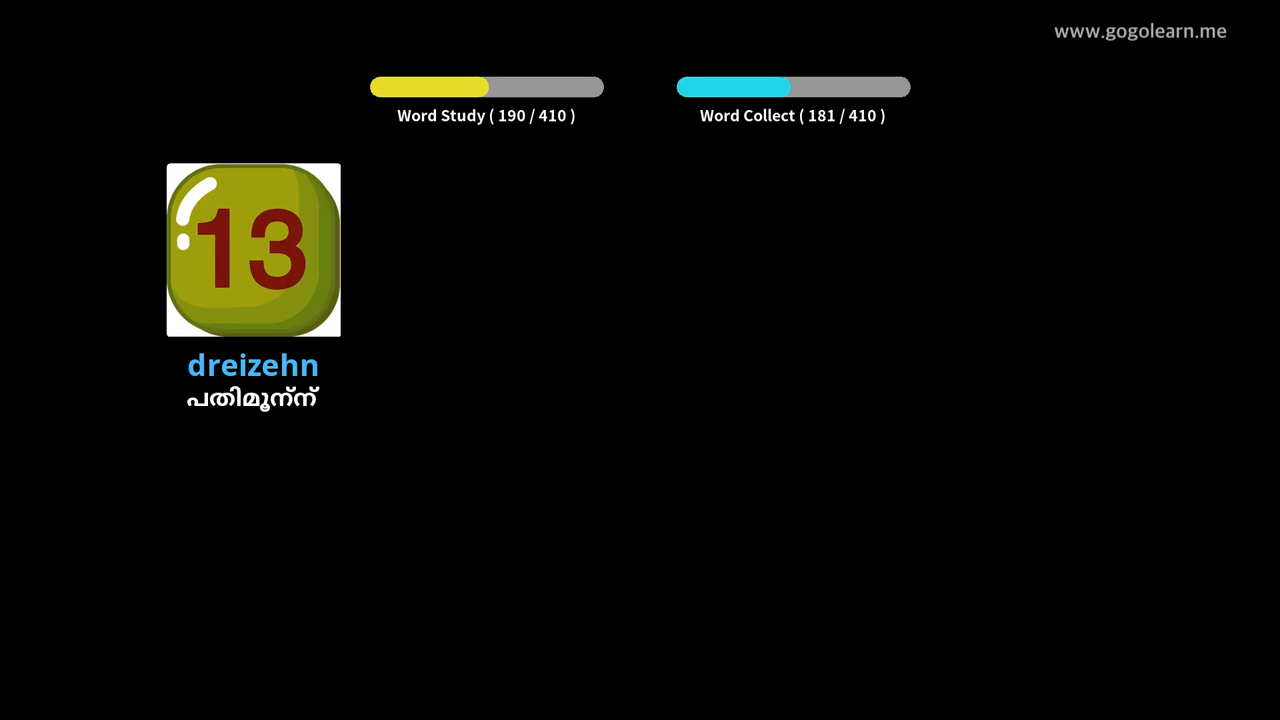 www.gogolearn.me
Word Study ( 190 / 410 )
Word Collect ( 181 / 410 )
13
dreizehn
പതിമൂന്ന്